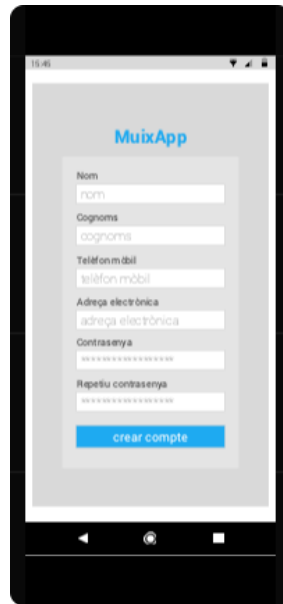 15:45
MuixApp
Nom
nom
Cognoms
cognoms
Telèfon mòbil
telèfon mòbil
Adreça electrònica
adreça electrònica
Contrasenya
******************
Repetiu contrasenya
******************
crear compte